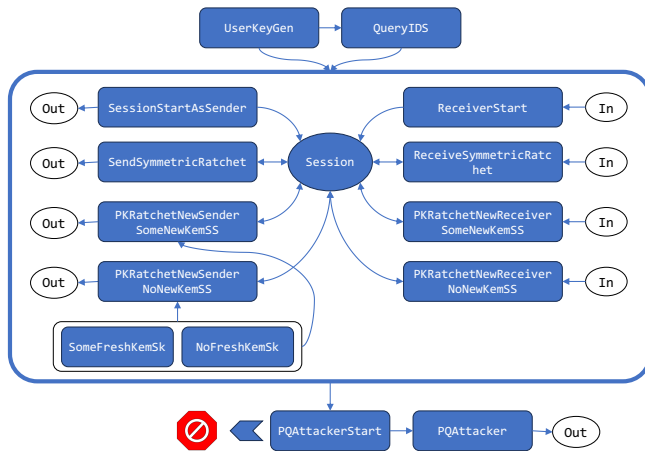 UserKeyGen
QueryIDS
Out
SessionStartAsSender
ReceiverStart
In
Out
SendSymmetricRatchet
Session
ReceiveSymmetricRatc
het
In
Out
PKRatchetNewSender
SomeNewKemSS
PKRatchetNewReceiver
SomeNewKemSS
In
Out
PKRatchetNewSender
NoNewKemSS
PKRatchetNewReceiver
NoNewKemSS
In
SomeFreshKemSk
NoFreshKemSk
PQAttackerStart
PQAttacker
Out